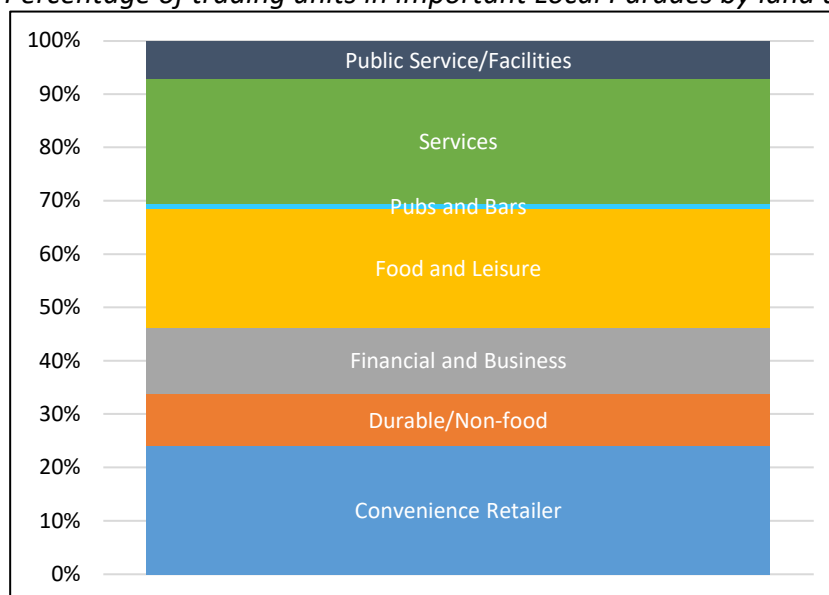 Percentage of trading units in Important Local Parades by land
100%
Public Service/Facilities
90%
80%
Services
70%
Pubs and Bars
60%
Food and Leisure
50%
40%
Financial and Business
30%
Durable/Non-food
20%
Convenience Retailer
10%
0%